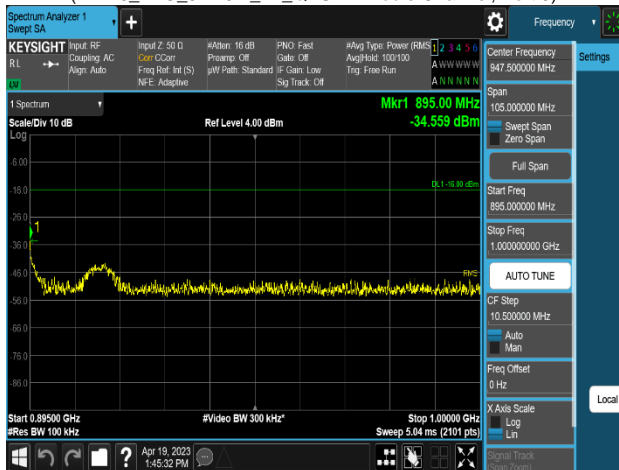 Spectrum Analyzer 1
Swept SA
+
Frequency
KEYSIGHT
RL
Input: RF
Coupling: AC
Align: Auto
Input Z: 50 Ω
Corr CCorr
Freq Ref: Int (S)
NFE: Adaptive
#Atten: 16 dB
Preamp: Off
µW Path: Standard
PNO: Fast
Gate: Off
IF Gain: Low
Sig Track: Off
#Avg Type: Power (RMS
Avg|Hold: 100/100
Trig: Free Run
1 2 3 4 5 6
A W W W W W
A N N N N N
1 Spectrum
Scale/Div 10 dB
Log
Ref Level 4.00 dBm
Mkr1 895.00 MHz
-34.559 dBm
DL1 -16.00 dBm
-6.00
-16.0
-26.0
-36.0
-46.0
-56.0
-66.0
-76.0
-86.0
1
RMS
Start 0.89500 GHz
#Res BW 100 kHz
#Video BW 300 kHz*
Stop 1.00000 GHz
Sweep 5.04 ms (2101 pts)
Center Frequency
947.500000 MHz
Settings
Span
105.000000 MHz
Swept Span
Zero Span
Full Span
Start Freq
895.000000 MHz
Stop Freq
1.000000000 GHz
AUTO TUNE
CF Step
10.500000 MHz
Auto
Man
Freq Offset
0 Hz
X Axis Scale
Log
Lin
Local
Signal Track
(Span Zoom)
?
Apr 19, 2023
1:45:32 PM